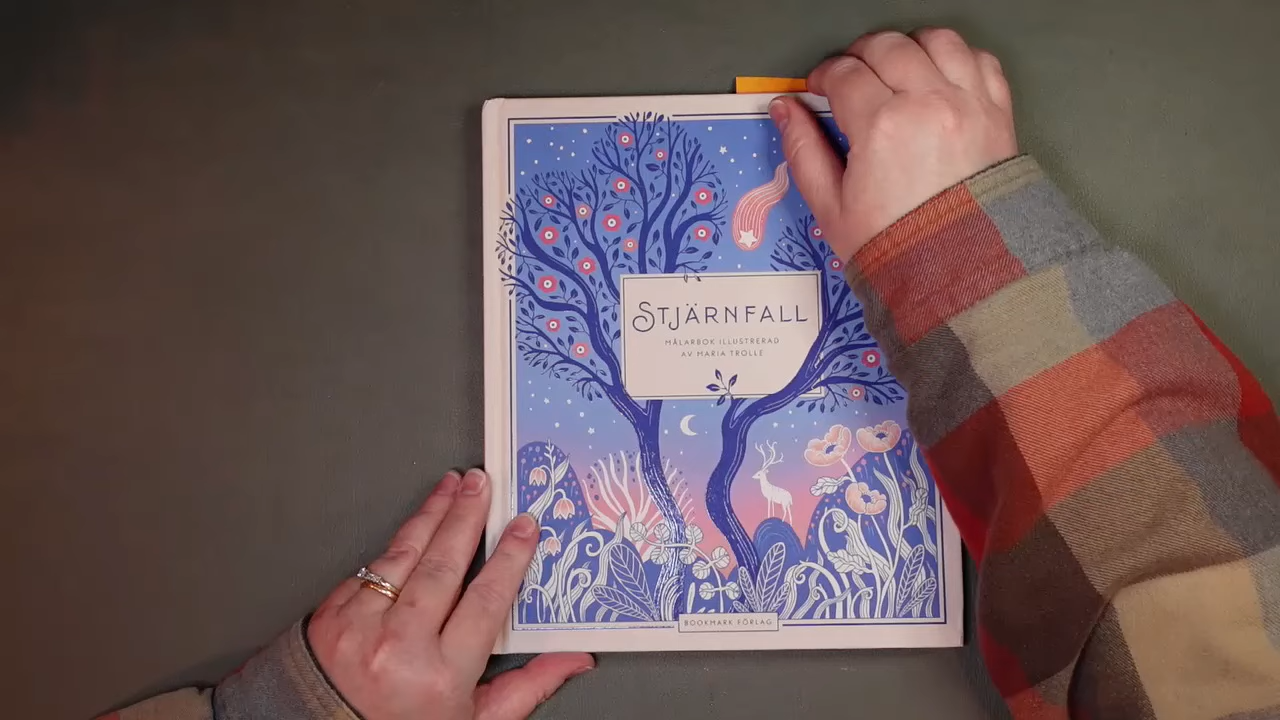 STJÄRNFALL
MÅLARBOK ILLUSTRERAD
AV MARIA TROLLE
BOOKMARK FÖRLAG